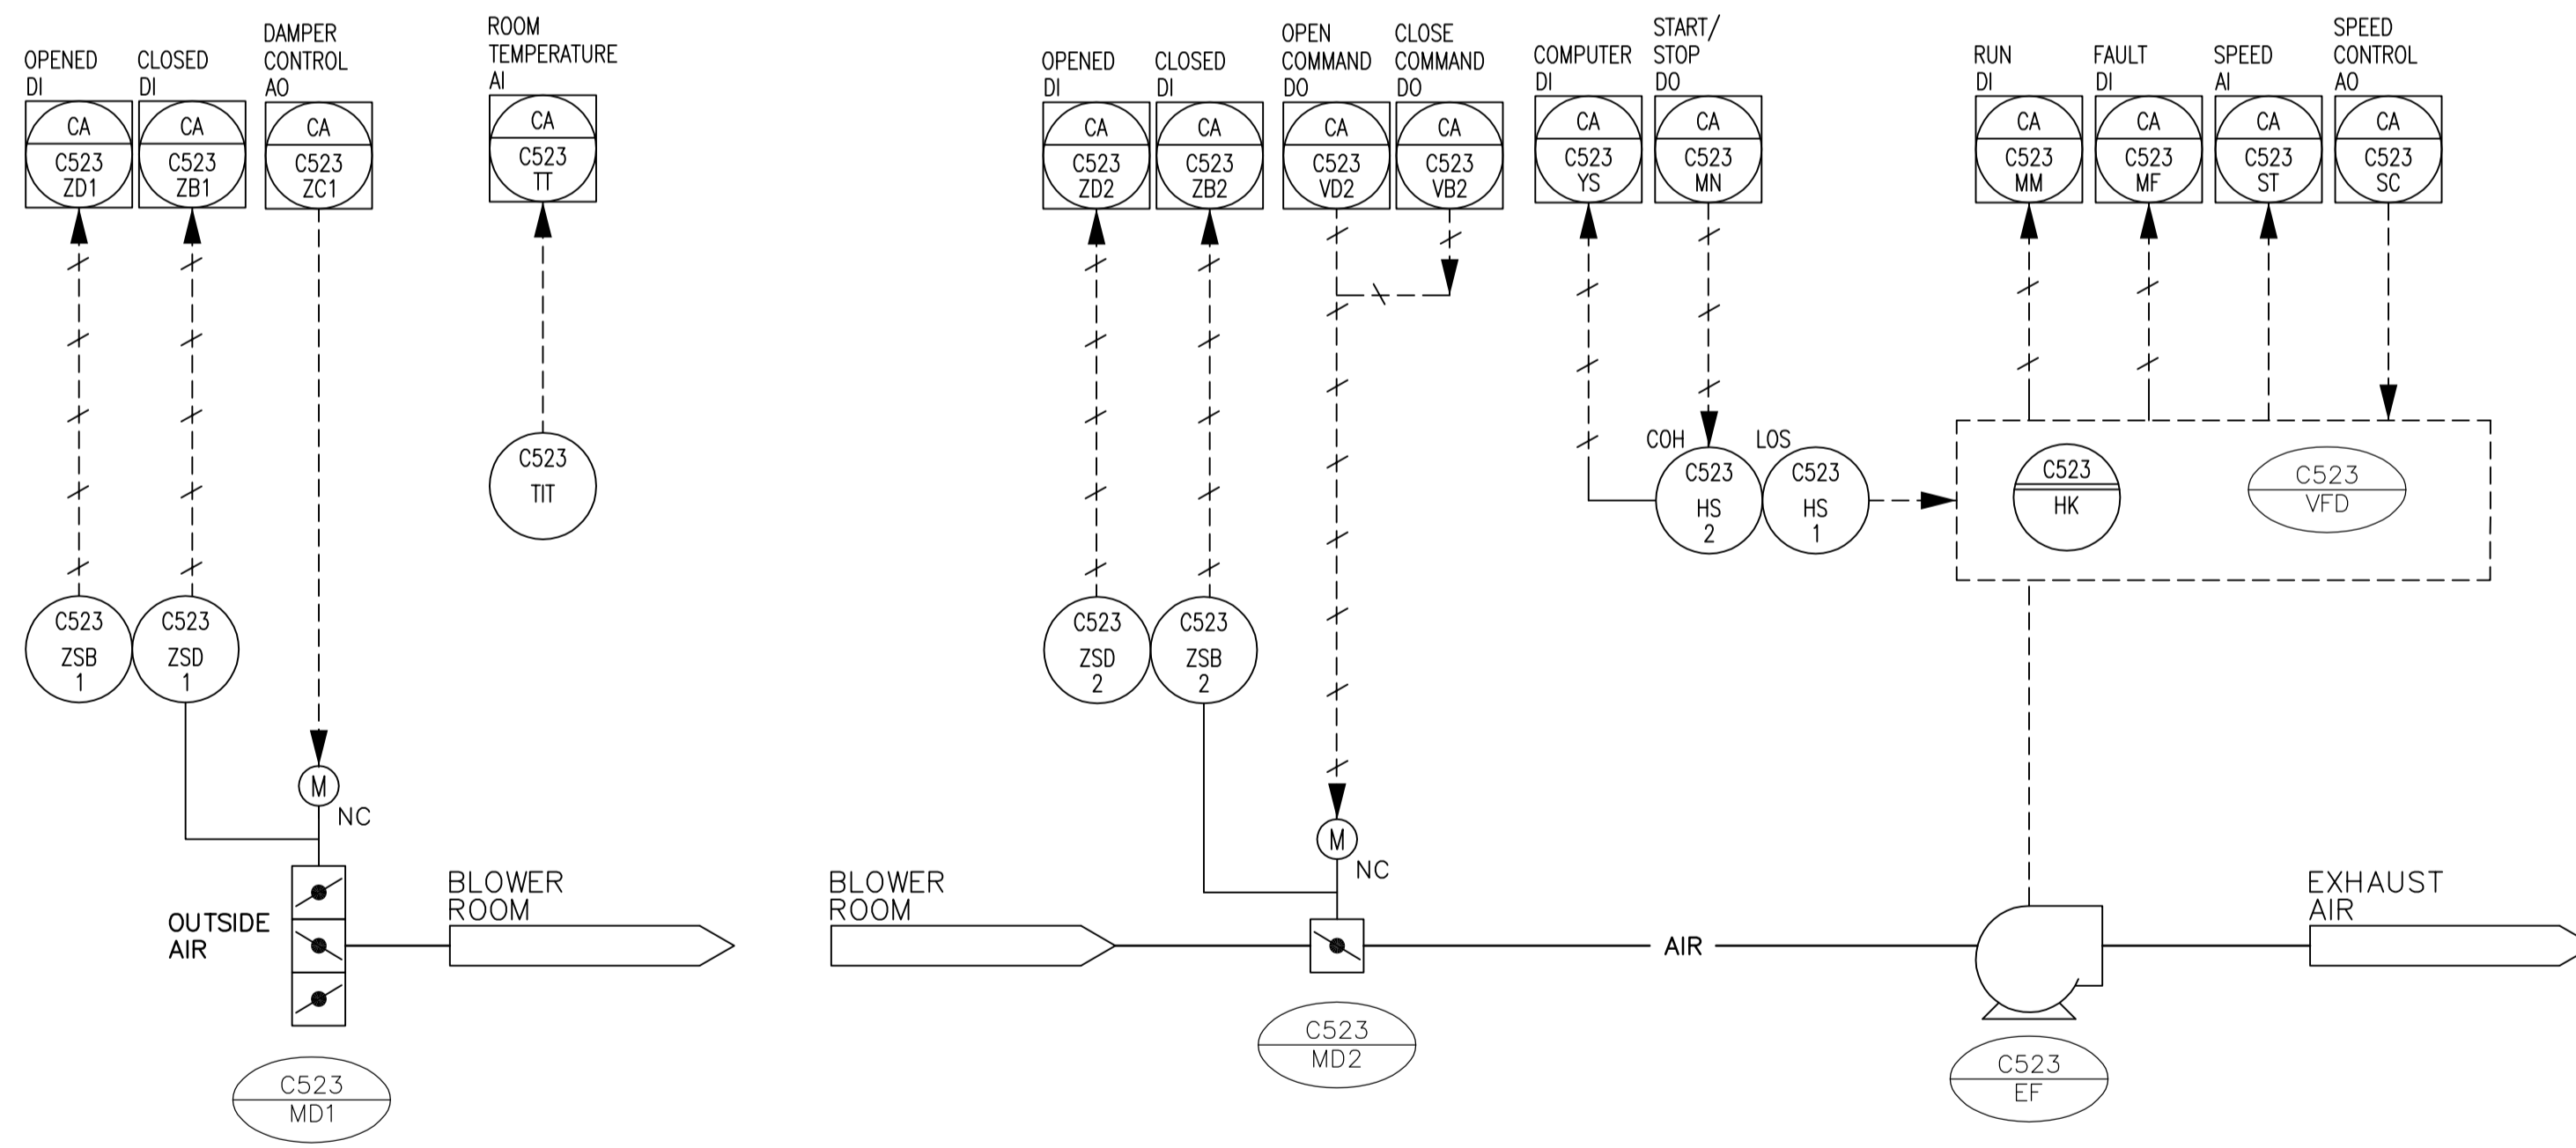 OPENED
DI
CA
C523
ZD1
CLOSED
DI
CA
C523
ZB1
DAMPER
CONTROL
AO
CA
C523
ZC1
ROOM
TEMPERATURE
AI
CA
C523
TT
OPENED
DI
CA
C523
ZD2
CLOSED
DI
CA
C523
ZB2
OPEN
COMMAND
DO
CA
C523
VD2
CLOSE
COMMAND
DO
CA
C523
VB2
COMPUTER
DI
CA
C523
YS
START/
STOP
DO
CA
C523
MN
RUN
DI
CA
C523
MM
FAULT
DI
CA
C523
MF
SPEED
AI
CA
C523
ST
SPEED
CONTROL
AO
CA
C523
SC
C523
TIT
COH
C523
HS
2
LOS
C523
HS
1
C523
HK
C523
VFD
C523
ZSB
1
C523
ZSD
1
C523
ZSD
2
C523
ZSB
2
M
NC
M
NC
OUTSIDE
AIR
BLOWER
ROOM
BLOWER
ROOM
AIR
EXHAUST
AIR
C523
MD1
C523
MD2
C523
EF